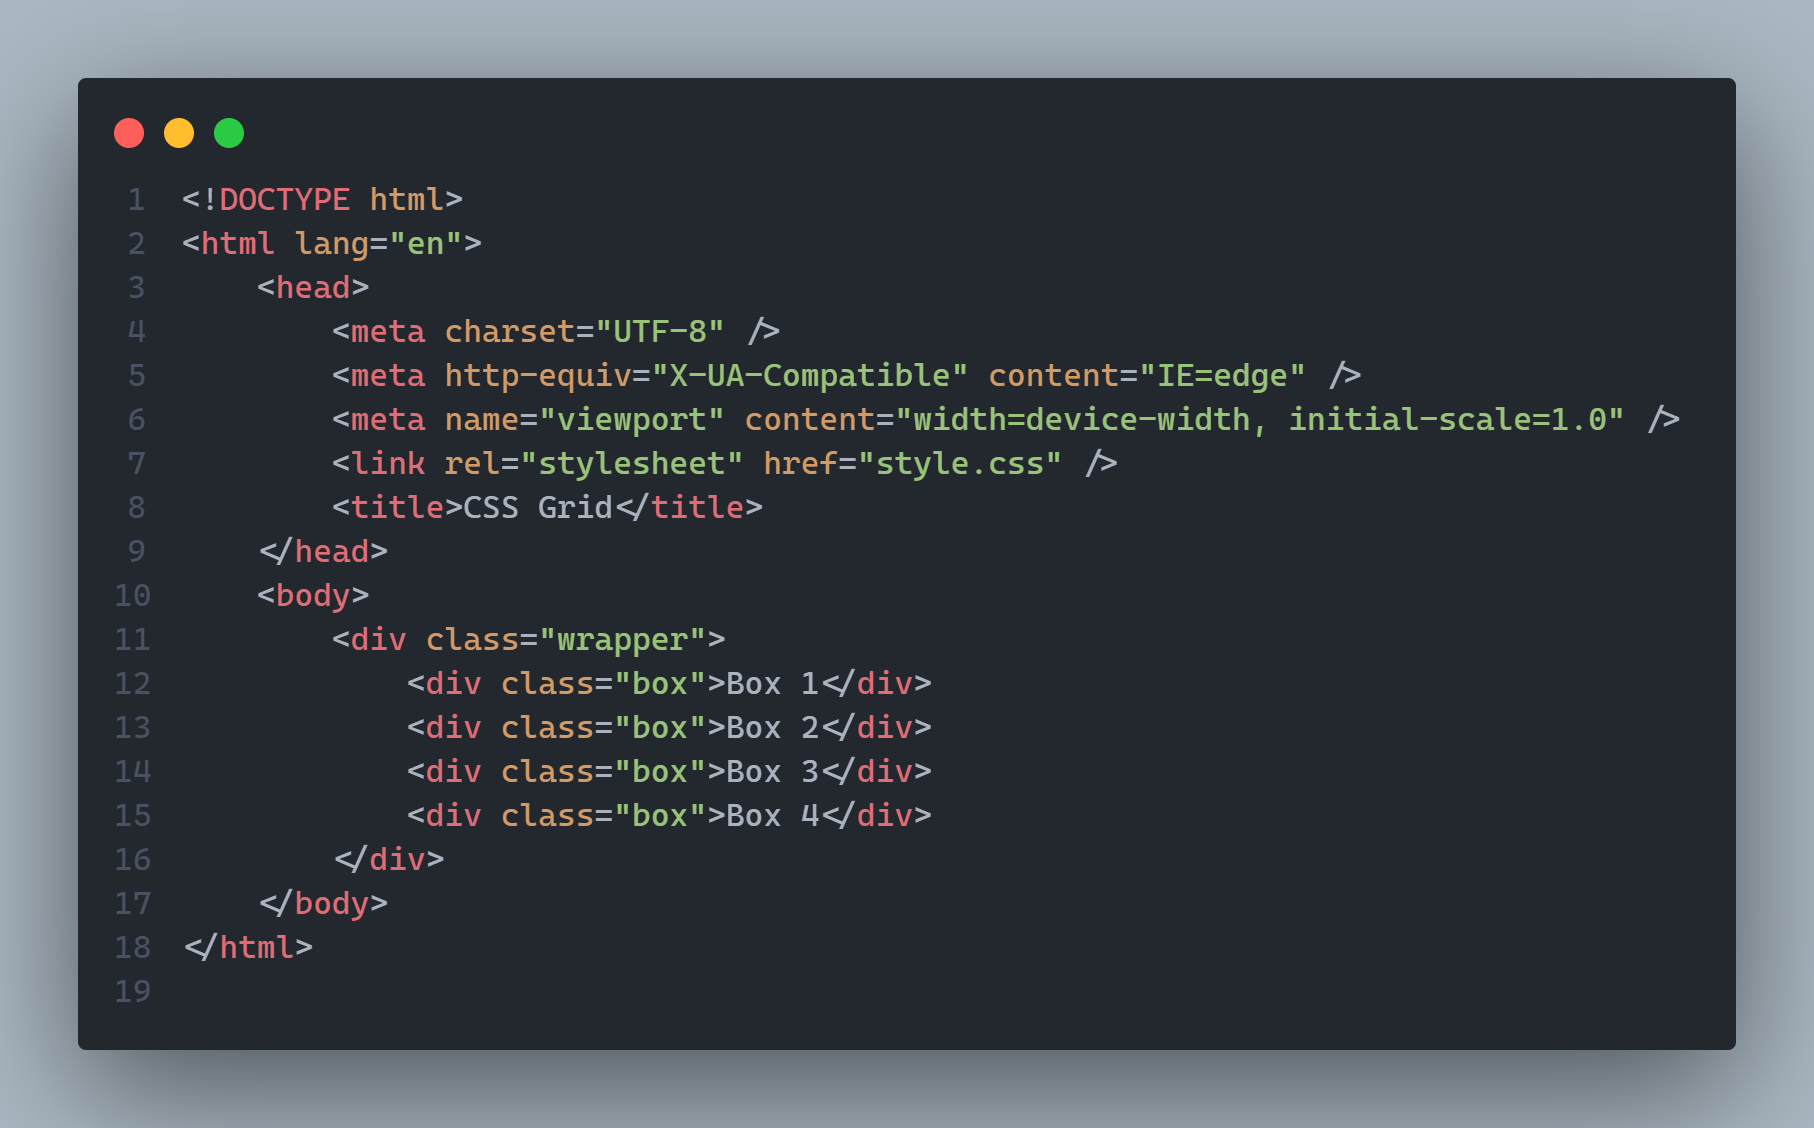 1 <!DOCTYPE html>
2 <html lang="en">
3     <head>
4         <meta charset="UTF-8" />
5         <meta http-equiv="X-UA-Compatible" content="IE=edge" />
6         <meta name="viewport" content="width=device-width, initial-scale=1.0" />
7         <link rel="stylesheet" href="style.css" />
8         <title>CSS Grid</title>
9     </head>
10     <body>
11         <div class="wrapper">
12             <div class="box">Box 1</div>
13             <div class="box">Box 2</div>
14             <div class="box">Box 3</div>
15             <div class="box">Box 4</div>
16         </div>
17     </body>
18 </html>
19